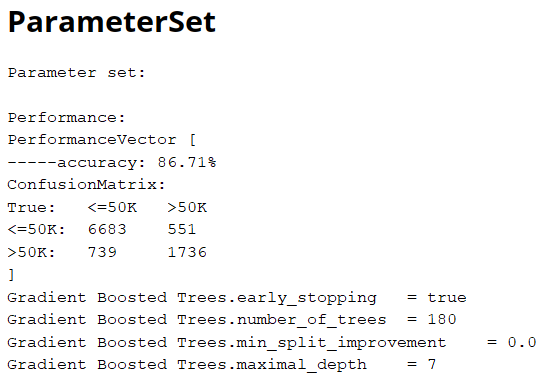 ParameterSet
Parameter set:
Performance:
PerformanceVector [
-----accuracy: 86.71%
ConfusionMatrix:
True:   <=50K   >50K
<=50K:  6683    551
>50K:   739     1736
]
Gradient Boosted Trees.early_stopping   = true
Gradient Boosted Trees.number_of_trees  = 180
Gradient Boosted Trees.min_split_improvement    = 0.0
Gradient Boosted Trees.maximal_depth    = 7